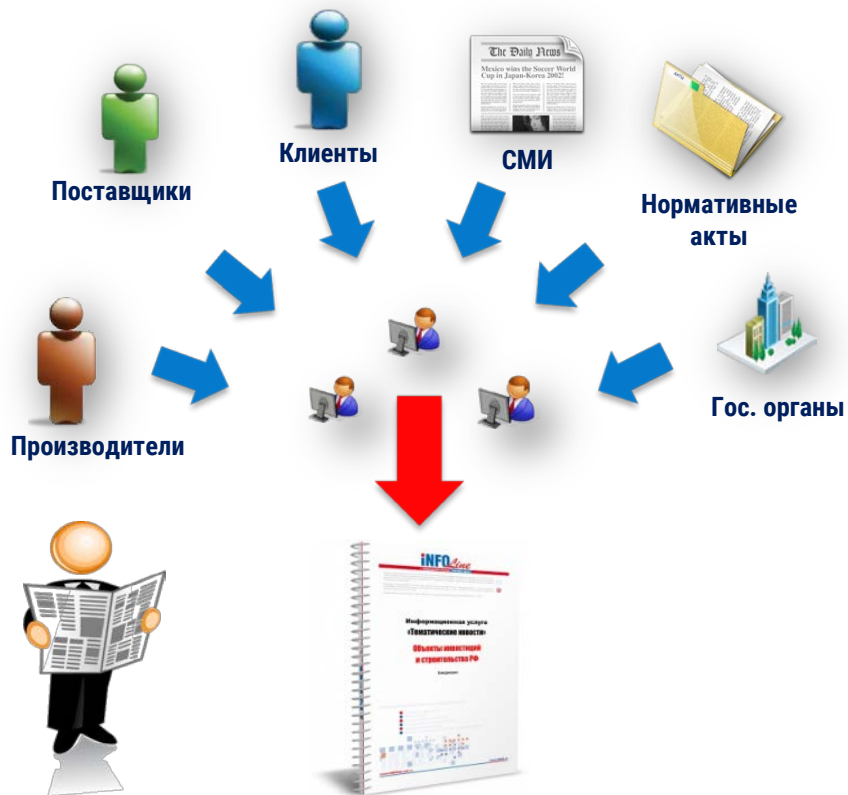 The Daily News
Mexico wins the Soccer World
Cup in Japan-Korea 2002!
Клиенты
СМИ
Поставщики
Нормативные
акты
Гос. органы
Производители
iNFOLine
Информационная услуга
«Тематические новости»
Объекты инвестиций
и строительства РФ